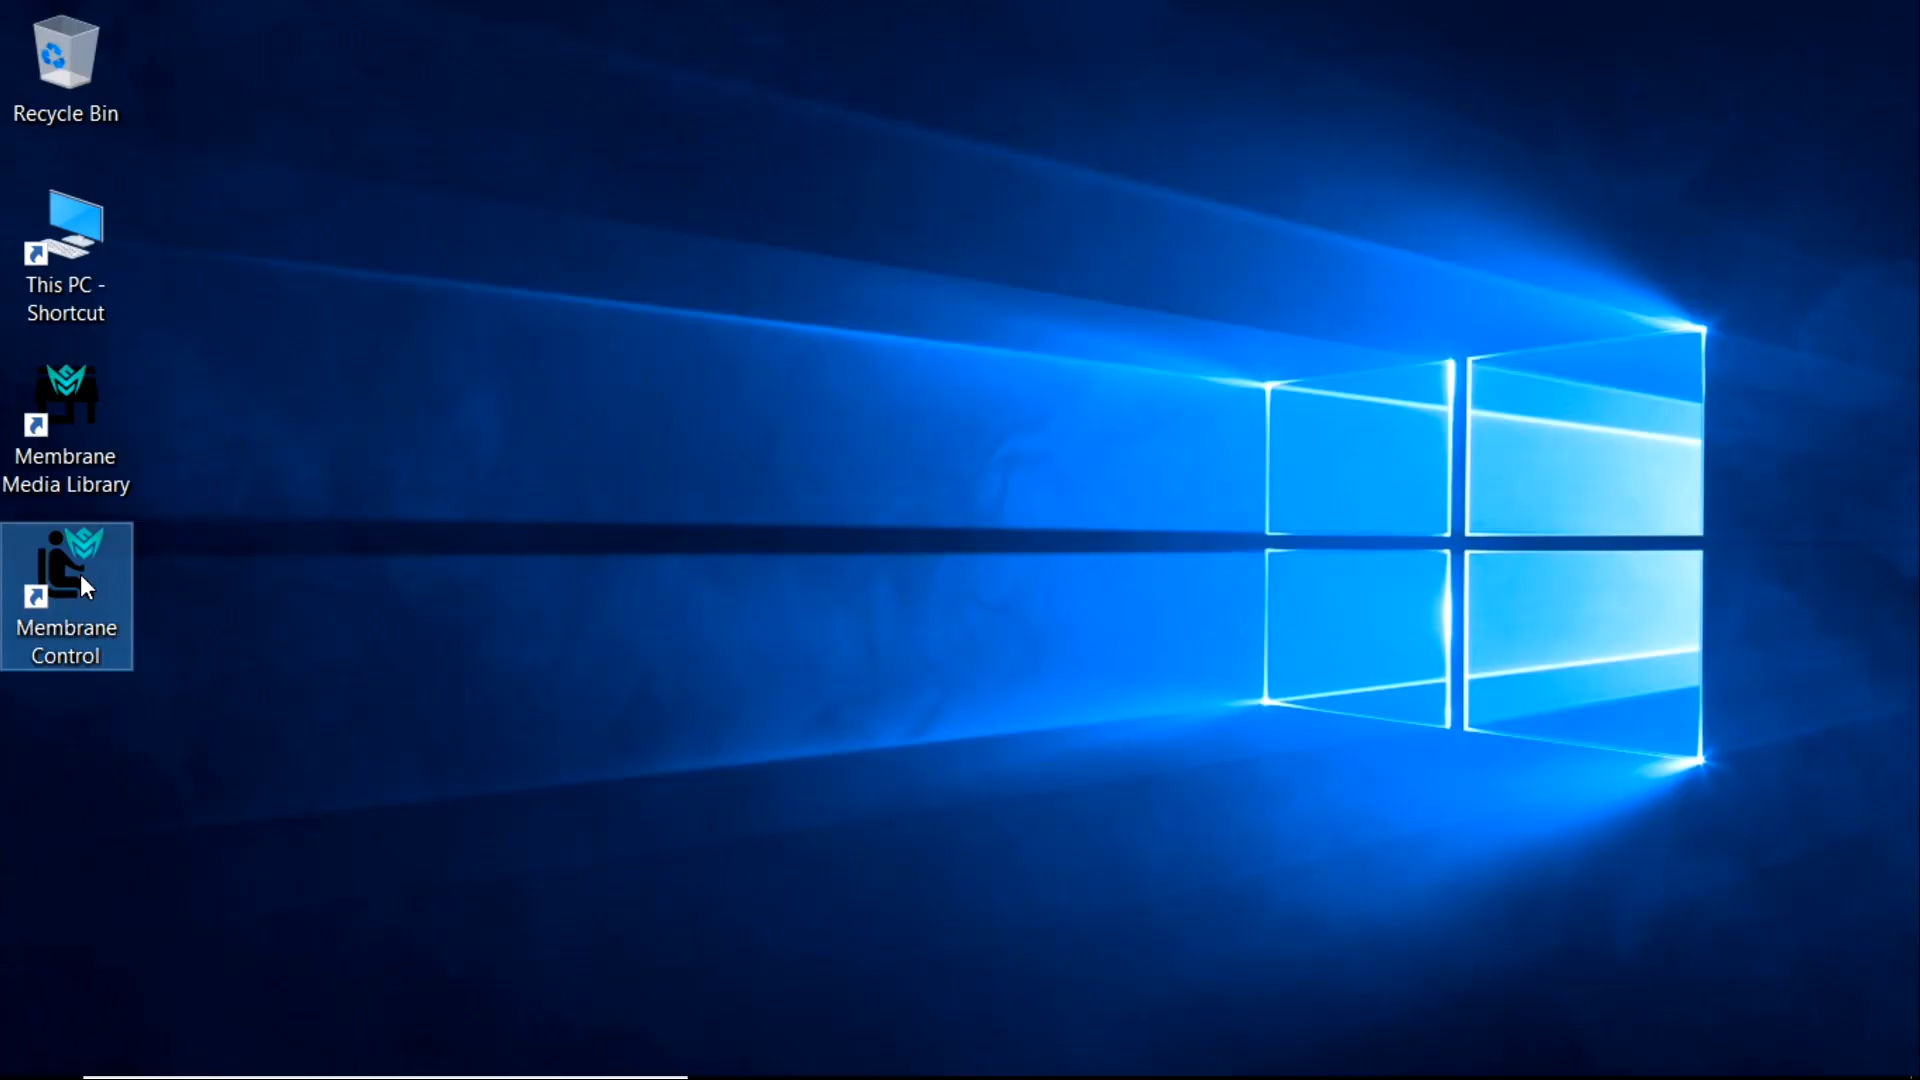 Recycle Bin
This PC -
Shortcut
Membrane
Media Library
Membrane
Control